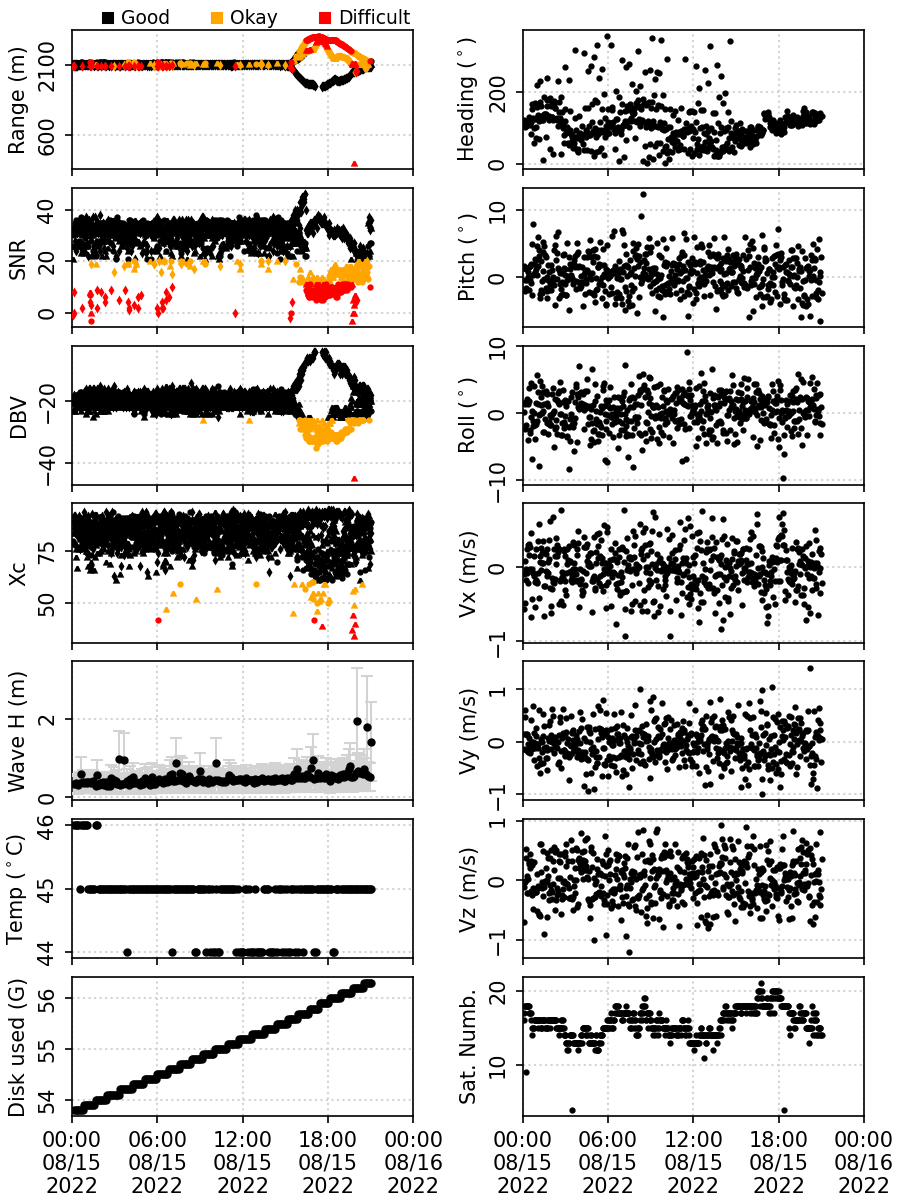 Good Okay Difficult
Range (m)
2100
600
Heading (°)
200
0
SNR
40
20
0
Pitch (°)
10
0
DBV
−20
−40
Roll (°)
10
0
−10
Xc
75
50
Vx (m/s)
0
−1
Wave H (m)
2
0
Vy (m/s)
1
0
−1
Temp (°C)
46
45
44
Vz (m/s)
1
0
−1
Disk used (G)
56
55
54
Sat. Numb.
20
10
00:00 06:00 12:00 18:00 00:00
08/15 08/15 08/15 08/15 08/16
2022 2022 2022 2022 2022
00:00 06:00 12:00 18:00 00:00
08/15 08/15 08/15 08/15 08/16
2022 2022 2022 2022 2022